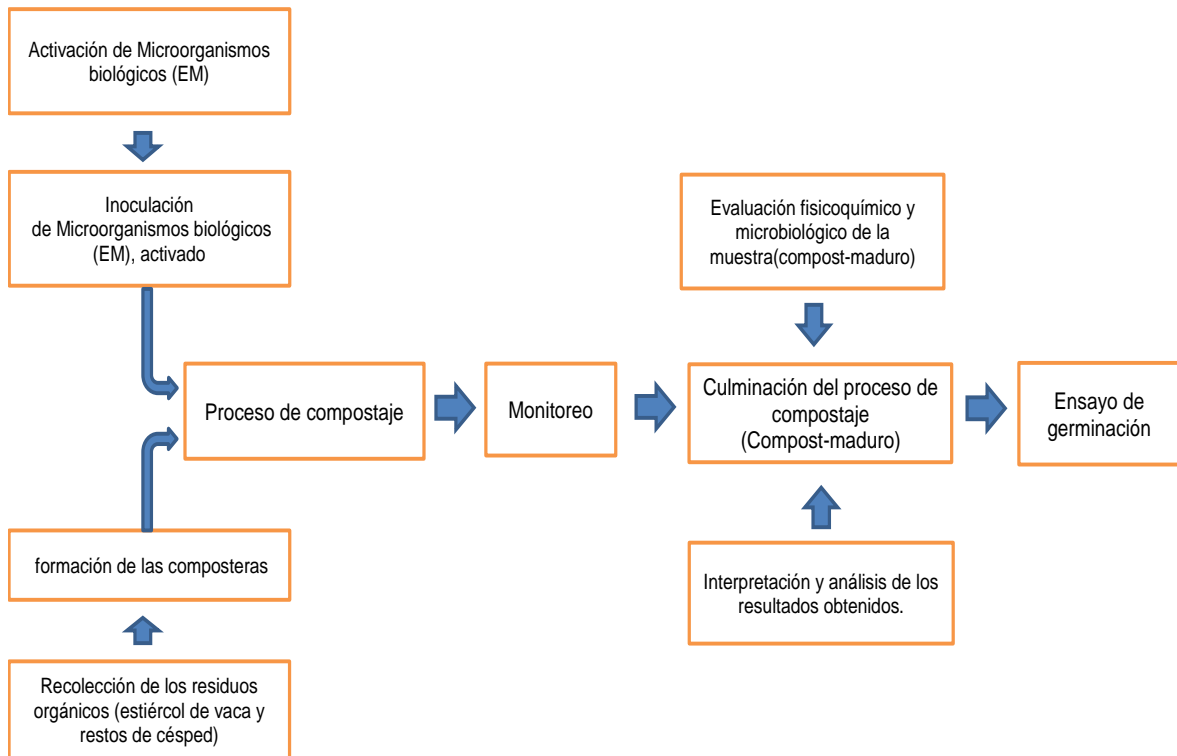 Activación de Microorganismos
biológicos (EM)
Inoculación
de Microorganismos biológicos
(EM), activado
Evaluación fisicoquímico y
microbiológico de la
muestra(compost-maduro)
Proceso de compostaje
Monitoreo
Culminación del proceso de
compostaje
(Compost-maduro)
Ensayo de
germinación
formación de las composteras
Interpretación y análisis de los
resultados obtenidos.
Recolección de los residuos
orgánicos (estiércol de vaca y
restos de césped)